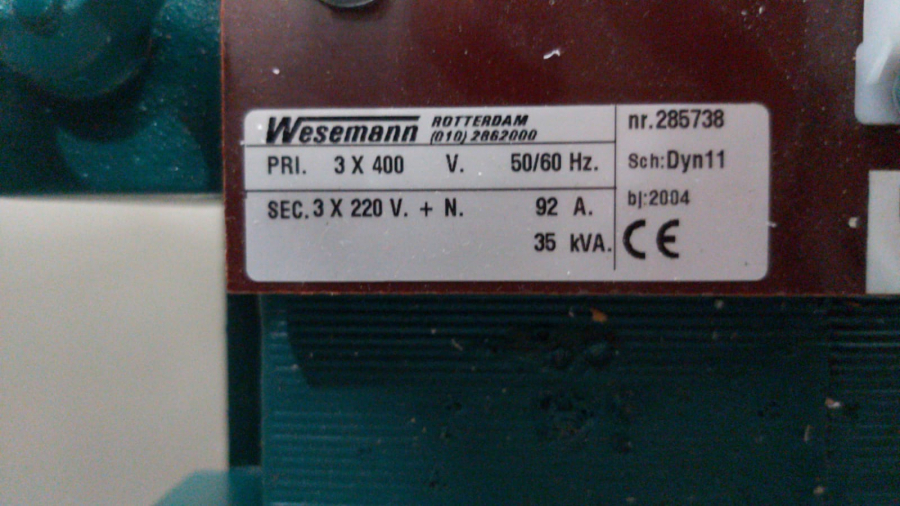 Wesemann ROTTERDAM
(010) 2862000
PRI. 3 X 400 V. 50/60 Hz.
SEC. 3 X 220 V. + N. 92 A.
35 kVA.
nr. 285738
Sch: Dyn11
bj: 2004
CE